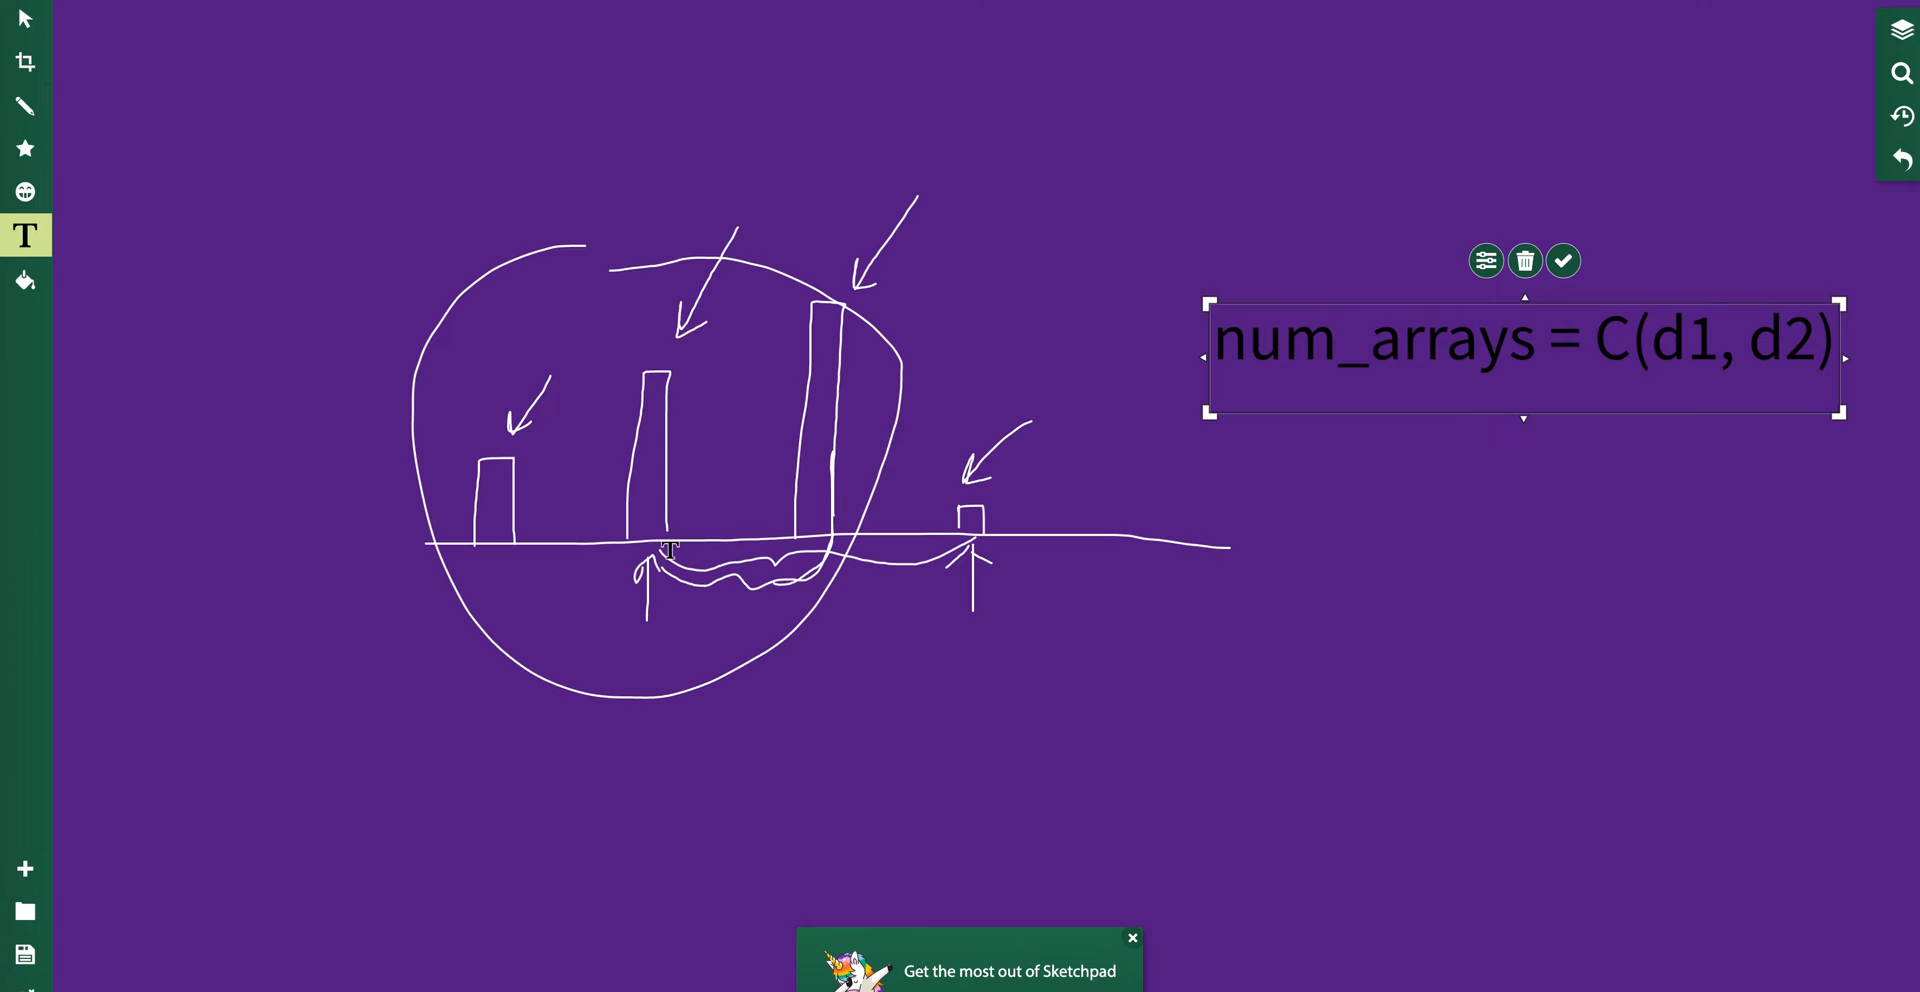 T
num_arrays = C(d1, d2)
Get the most out of Sketchpad